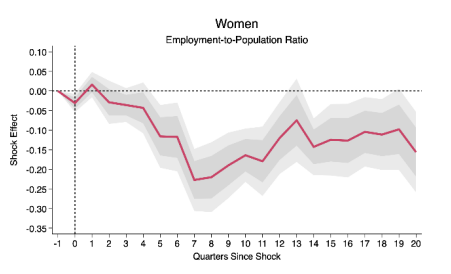 Women
Employment-to-Population Ratio
0.10
0.05
0.00
-0.05
-0.10
-0.15
-0.20
-0.25
-0.30
-0.35
Shock Effect
-1 0 1 2 3 4 5 6 7 8 9 10 11 12 13 14 15 16 17 18 19 20
Quarters Since Shock